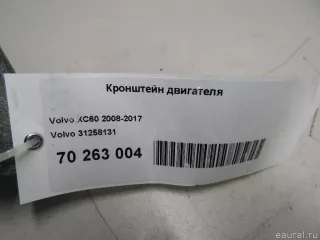 Кронштейн двигателя
Volvo XC60 2008-2017
Volvo 31258131
70 263 004
eaural.ru